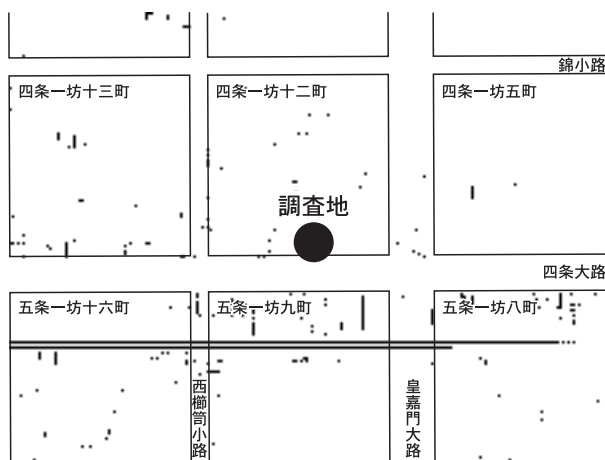 錦小路
四条一坊十三町
四条一坊十二町
四条一坊五町
調査地
四条大路
五条一坊十六町
五条一坊九町
五条一坊八町
西櫛笥小路
皇嘉門大路